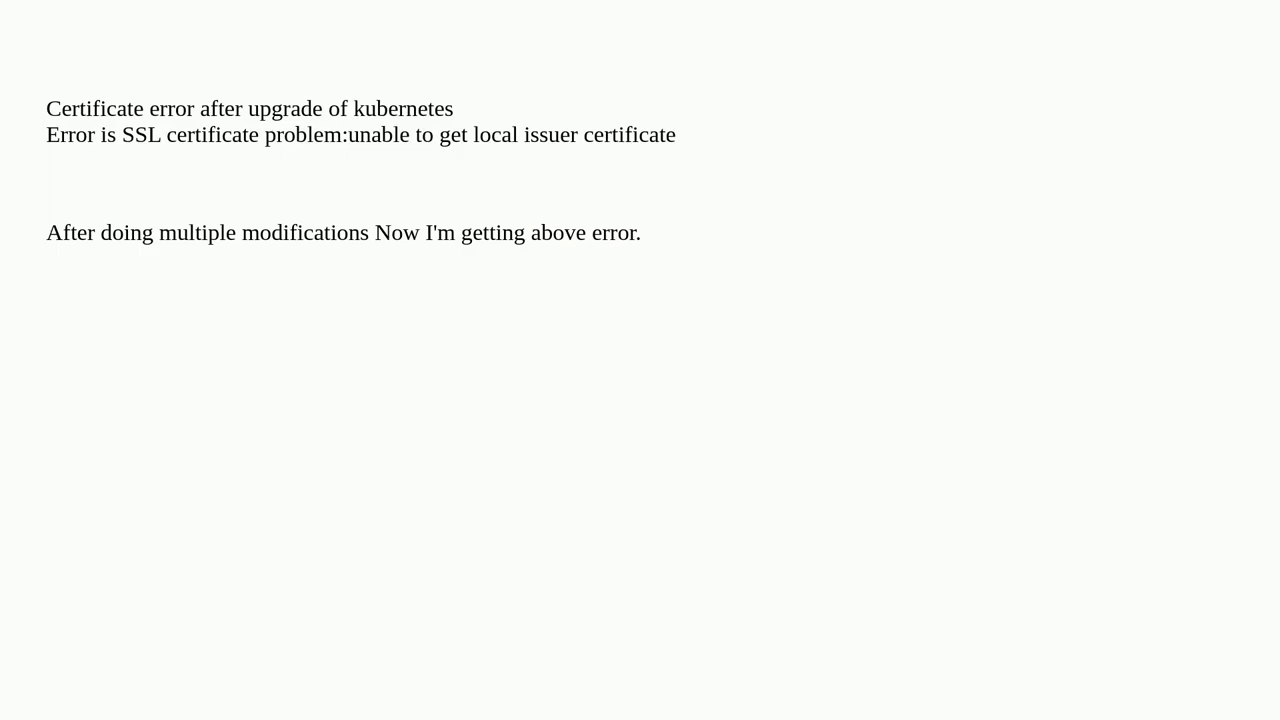 Certificate error after upgrade of kubernetes
Error is SSL certificate problem:unable to get local issuer certificate
After doing multiple modifications Now I'm getting above error.